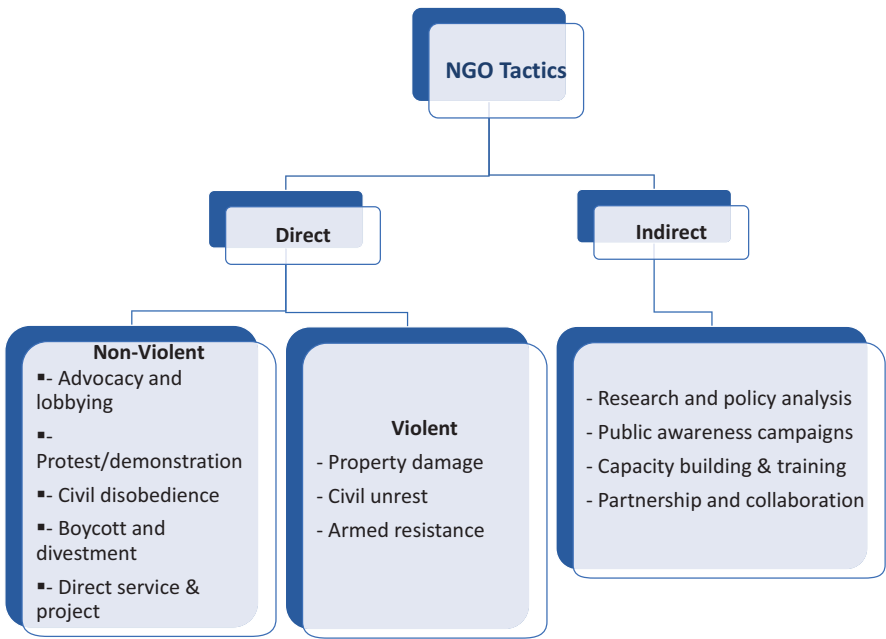 NGO Tactics
Direct
Indirect
Non-Violent
▪- Advocacy and
lobbying
▪-
Protest/demonstration
▪- Civil disobedience
▪- Boycott and
divestment
▪- Direct service &
project
Violent
- Property damage
- Civil unrest
- Armed resistance
- Research and policy analysis
- Public awareness campaigns
- Capacity building & training
- Partnership and collaboration